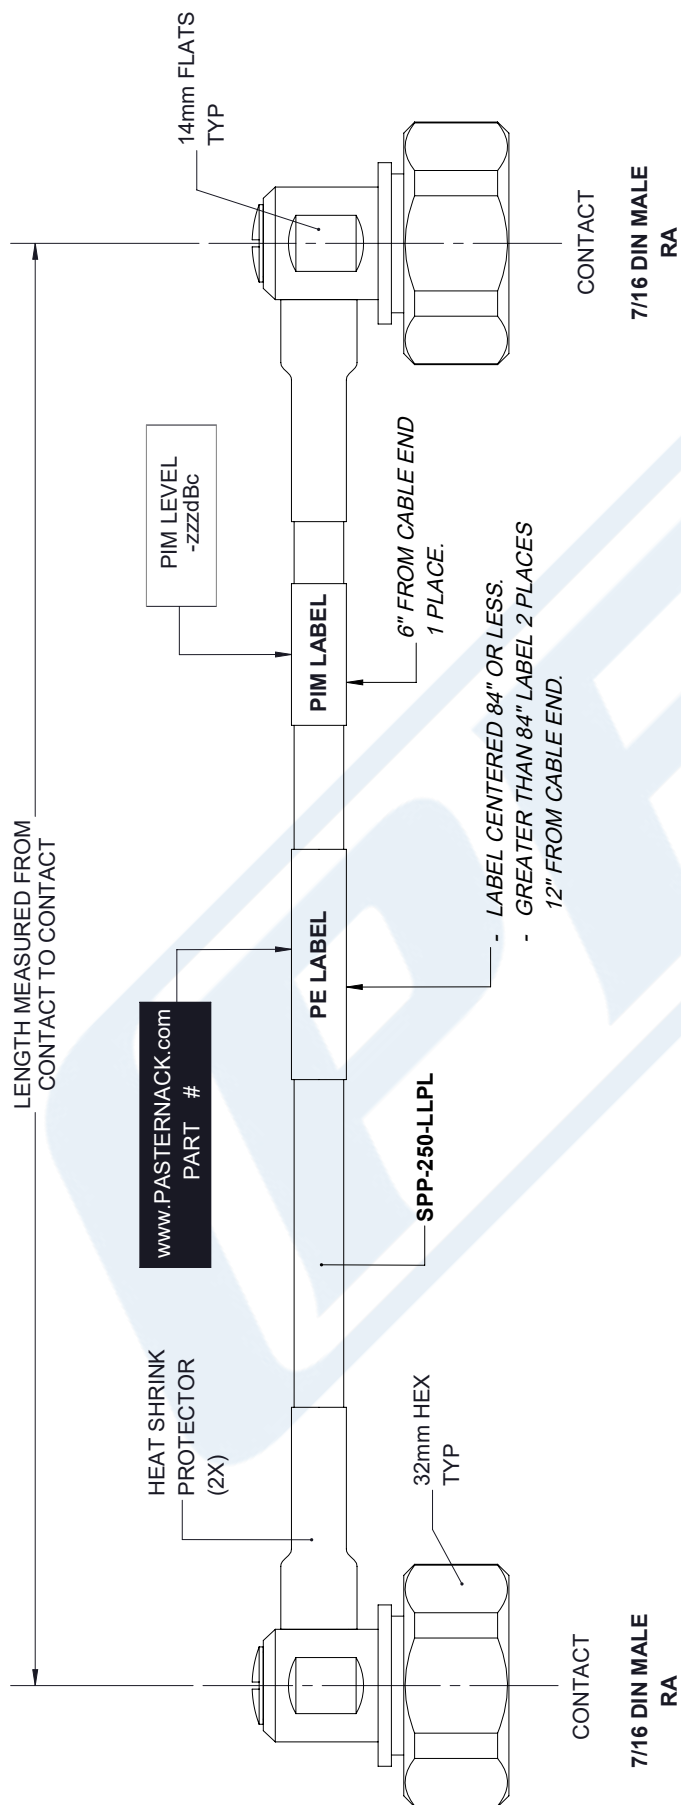 LENGTH MEASURED FROM
CONTACT TO CONTACT
HEAT SHRINK
PROTECTOR
(2X)
www.PASTERNACK.com
PART #
PIM LEVEL
-zzzdBc
14mm FLATS
TYP
PE LABEL
PIM LABEL
32mm HEX
TYP
SPP-250-LLPL
- LABEL CENTERED 84" OR LESS.
- GREATER THAN 84" LABEL 2 PLACES
12" FROM CABLE END.
6" FROM CABLE END
1 PLACE.
CONTACT
7/16 DIN MALE
RA
CONTACT
7/16 DIN MALE
RA